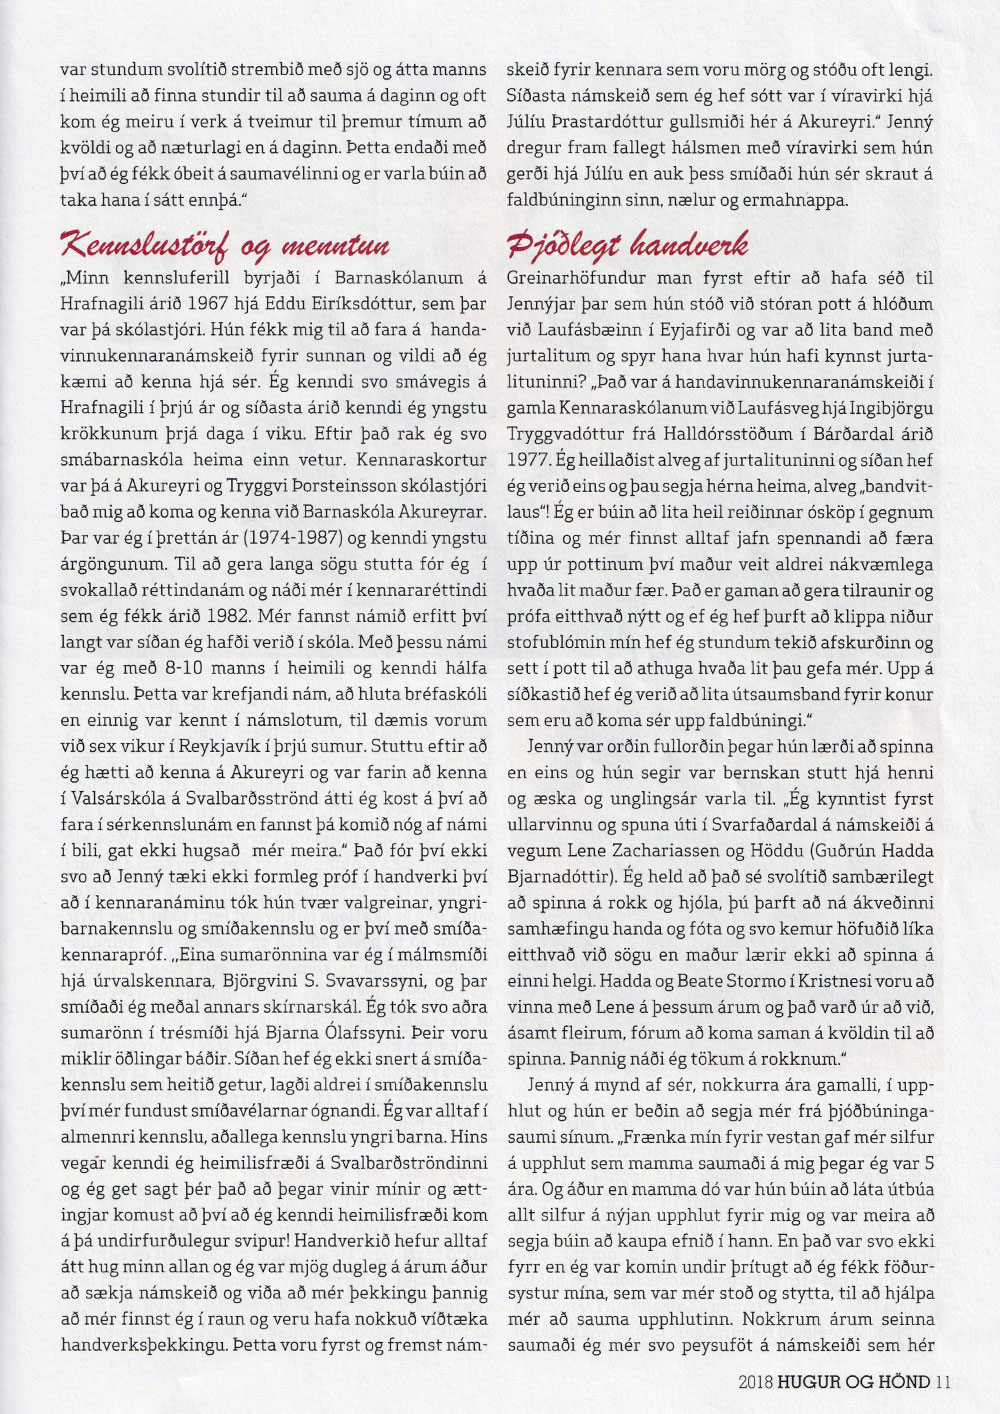 var stundum svolítið strembið með sjö og átta manns
í heimili að finna stundir til að sauma á daginn og oft
kom ég meiru í verk á tveimur til þremur tímum að
kvöldi og að næturlagi en á daginn. Þetta endaði með
því að ég fékk óbeit á saumavélinni og er varla búin að
taka hana í sátt ennþá.“
Kennslustörf og menntun
„Minn kennsluferill byrjaði í Barnaskólanum á
Hrafnagili árið 1967 hjá Eddu Eiríksdóttur, sem þar
var þá skólastjóri. Hún fékk mig til að fara á handa-
vinnukennaranámskeið fyrir sunnan og vildi að ég
kæmi að kenna hjá sér. Ég kenndi svo smávegis á
Hrafnagili í þrjú ár og síðasta árið kenndi ég yngstu
krökkunum þrjá daga í viku. Eftir það rak ég svo
smábarnaskóla heima einn vetur. Kennaraskortur
var þá á Akureyri og Tryggvi Þorsteinsson skólastjóri
bað mig að koma og kenna við Barnaskóla Akureyrar.
Þar var ég í þrettán ár (1974-1987) og kenndi yngstu
árgöngunum. Til að gera langa sögu stutta fór ég í
svokallað réttindanám og náði mér í kennararéttindi
sem ég fékk árið 1982. Mér fannst námið erfitt því
langt var síðan ég hafði verið í skóla. Með þessu námi
var ég með 8-10 manns í heimili og kenndi hálfa
kennslu. Þetta var krefjandi nám, að hluta bréfaskóli
en einnig var kennt í námslotum, til dæmis vorum
við sex vikur í Reykjavík í þrjú sumur. Stuttu eftir að
ég hætti að kenna á Akureyri og var farin að kenna
í Valsárskóla á Svalbarðsströnd átti ég kost á því að
fara í sérkennslunám en fannst þá komið nóg af námi
í bili, gat ekki hugsað mér meira.“ Það fór því ekki
svo að Jenný tæki ekki formleg próf í handverki því
að í kennaranáminu tók hún tvær valgreinar, yngri-
barnakennslu og smíðakennslu og er því með smíða-
kennarapróf. „Eina sumarönnina var ég í málmsmíði
hjá úrvalskennara, Björgvini S. Svavarssyni, og þar
smíðaði ég meðal annars skírnarskál. Ég tók svo aðra
sumarönn í trésmíði hjá Bjarna Ólafssyni. Þeir voru
miklir öðlingar báðir. Síðan hef ég ekki snert á smíða-
kennslu sem heitið getur, lagði aldrei í smíðakennslu
því mér fundust smíðavélarnar ógnandi. Ég var alltaf í
almennri kennslu, aðallega kennslu yngri barna. Hins
vegar kenndi ég heimilisfræði á Svalbarðströndinni
og ég get sagt þér það að þegar vinir mínir og ætt-
ingjar komust að því að ég kenndi heimilisfræði kom
á þá undirfurðulegur svipur! Handverkið hefur alltaf
átt hug minn allan og ég var mjög dugleg á árum áður
að sækja námskeið og viða að mér þekkingu þannig
að mér finnst ég í raun og veru hafa nokkuð víðtæka
handverksþekkingu. Þetta voru fyrst og fremst nám-
skeið fyrir kennara sem voru mörg og stóðu oft lengi.
Síðasta námskeið sem ég hef sótt var í víravirki hjá
Júlíu Þrastardóttur gullsmiði hér á Akureyri.“ Jenný
dregur fram fallegt hálsmen með víravirki sem hún
gerði hjá Júlíu en auk þess smíðaði hún sér skraut á
faldbúninginn sinn, nælur og ermahnappa.
Þjóðlegt handverk
Greinarhöfundur man fyrst eftir að hafa séð til
Jennýjar þar sem hún stóð við stóran pott á hlóðum
við Laufásbæinn í Eyjafirði og var að lita band með
jurtalitum og spyr hana hvar hún hafi kynnst jurta-
lituninni? „Það var á handavinnukennaranámskeiði í
gamla Kennaraskólanum við Laufásveg hjá Ingibjörgu
Tryggvadóttur frá Halldórsstöðum í Bárðardal árið
1977. Ég heillaðist alveg af jurtalituninni og síðan hef
ég verið eins og þau segja hérna heima, alveg „bandvit-
laus“! Ég er búin að lita heil reiðinnar ósköp í gegnum
tíðina og mér finnst alltaf jafn spennandi að færa
upp úr pottinum því maður veit aldrei nákvæmlega
hvaða lit maður fær. Það er gaman að gera tilraunir og
prófa eitthvað nýtt og ef ég hef þurft að klippa niður
stofublómin mín hef ég stundum tekið afskurðinn og
sett í pott til að athuga hvaða lit þau gefa mér. Upp á
síðkastið hef ég verið að lita útsaumsband fyrir konur
sem eru að koma sér upp faldbúningi.“
Jenný var orðin fullorðin þegar hún lærði að spinna
en eins og hún segir var bernskan stutt hjá henni
og æska og unglingsár varla til. „Ég kynntist fyrst
ullarvinnu og spuna úti í Svarfaðardal á námskeiði á
vegum Lene Zachariassen og Höddu (Guðrún Hadda
Bjarnadóttir). Ég held að það sé svolítið sambærilegt
að spinna á rokk og hjóla, þú þarft að ná ákveðinni
samhæfingu handa og fóta og svo kemur höfuðið líka
eitthvað við sögu en maður lærir ekki að spinna á
einni helgi. Hadda og Beate Stormo í Kristnesi voru að
vinna með Lene á þessum árum og það varð úr að við,
ásamt fleirum, fórum að koma saman á kvöldin til að
spinna. Þannig náði ég tökum á rokknum.“
Jenný á mynd af sér, nokkurra ára gamalli, í upp-
hlut og hún er beðin að segja mér frá þjóðbúninga-
saumi sínum. „Frænka mín fyrir vestan gaf mér silfur
á upphlut sem mamma saumaði á mig þegar ég var 5
ára. Og áður en mamma dó var hún búin að láta útbúa
allt silfur á nýjan upphlut fyrir mig og var meira að
segja búin að kaupa efnið í hann. En það var svo ekki
fyrr en ég var komin undir þrítugt að ég fékk föður-
systur mína, sem var mér stoð og stytta, til að hjálpa
mér að sauma upphlutinn. Nokkrum árum seinna
saumaði ég mér svo peysuföt á námskeiði sem hér
2018 HUGUR OG HÖND 11